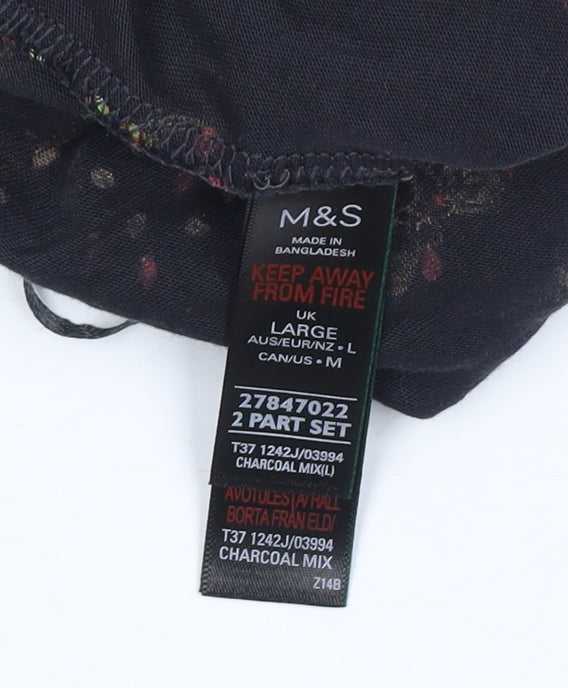 M&S
MADE IN
BANGLADESH
KEEP AWAY
FROM FIRE
UK
LARGE
AUS/EUR/NZ • L
CAN/US • M
27847022
2 PART SET
T37 1242J/03994
CHARCOAL MIX(L)
BORTA FRAN ELD/
T37 1242J/03994
CHARCOAL MIX
Z14B